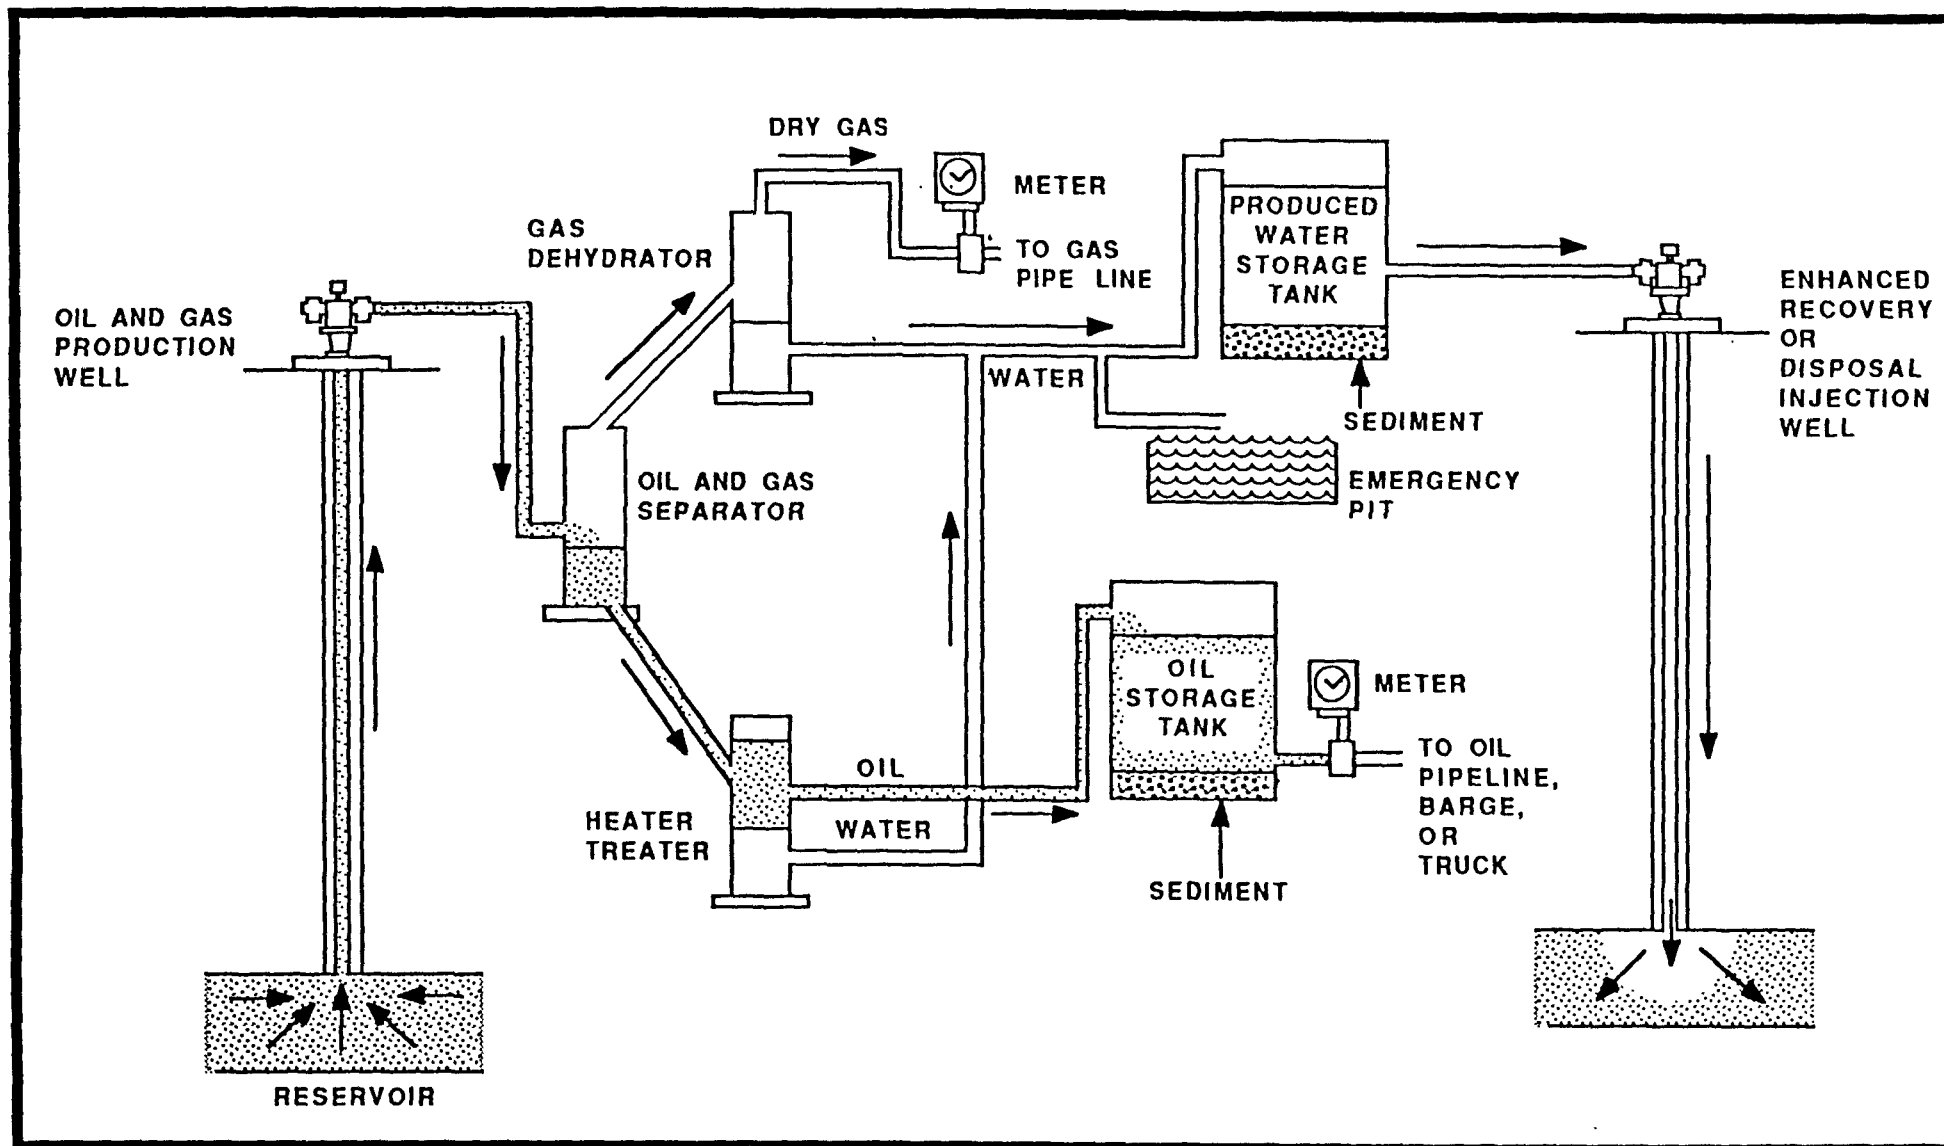 DRY GAS
METER
GAS
DEHYDRATOR
TO GAS
PIPE LINE
PRODUCED
WATER
STORAGE
TANK
OIL AND GAS
PRODUCTION
WELL
ENHANCED
RECOVERY
OR
DISPOSAL
INJECTION
WELL
WATER
SEDIMENT
OIL AND GAS
SEPARATOR
EMERGENCY
PIT
OIL
STORAGE
TANK
METER
TO OIL
PIPELINE,
BARGE,
OR
TRUCK
OIL
HEATER
TREATER
WATER
SEDIMENT
RESERVOIR